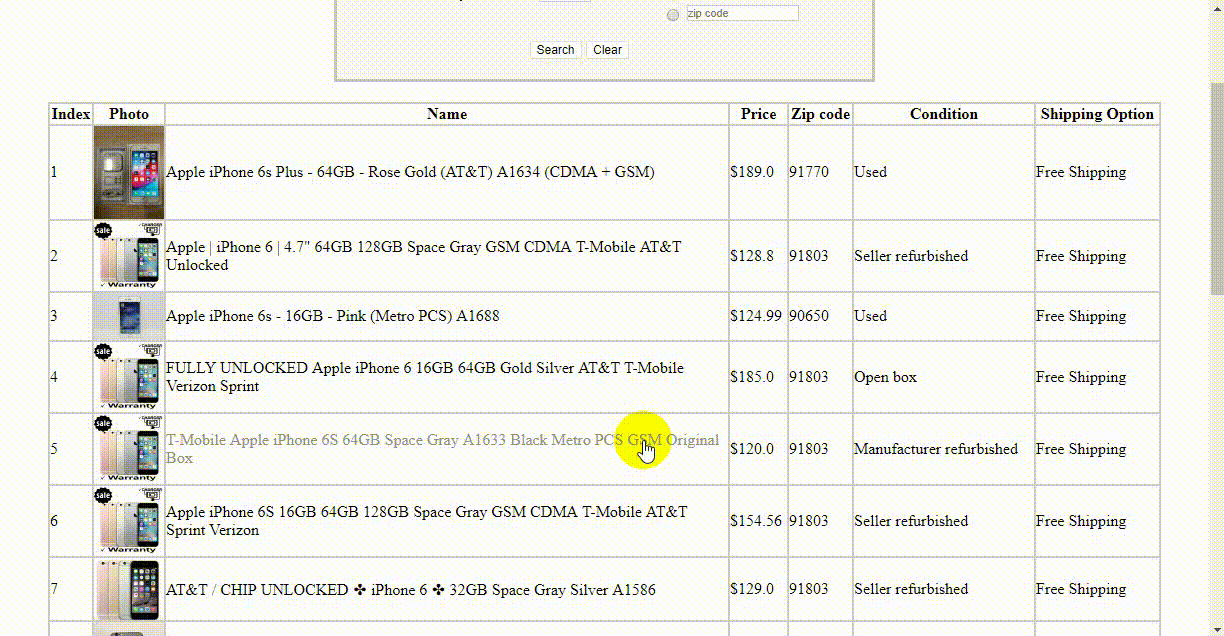 zip code
Search Clear
Index Photo Name Price Zip code Condition Shipping Option
1 Apple iPhone 6s Plus - 64GB - Rose Gold (AT&T) A1634 (CDMA + GSM) $189.0 91770 Used Free Shipping
sale
2 Apple | iPhone 6 | 4.7" 64GB 128GB Space Gray GSM CDMA T-Mobile AT&T
Unlocked $128.8 91803 Seller refurbished Free Shipping
Warranty
3 Apple iPhone 6s - 16GB - Pink (Metro PCS) A1688 $124.99 90650 Used Free Shipping
sale
4 FULLY UNLOCKED Apple iPhone 6 16GB 64GB Gold Silver AT&T T-Mobile
Verizon Sprint $185.0 91803 Open box Free Shipping
Warranty
sale
5 T-Mobile Apple iPhone 6S 64GB Space Gray A1633 Black Metro PCS GSM Original
Box $120.0 91803 Manufacturer refurbished Free Shipping
Warranty
sale
6 Apple iPhone 6S 16GB 64GB 128GB Space Gray GSM CDMA T-Mobile AT&T
Sprint Verizon $154.56 91803 Seller refurbished Free Shipping
Warranty
7 AT&T / CHIP UNLOCKED ✤ iPhone 6 ✤ 32GB Space Gray Silver A1586 $129.0 91803 Seller refurbished Free Shipping